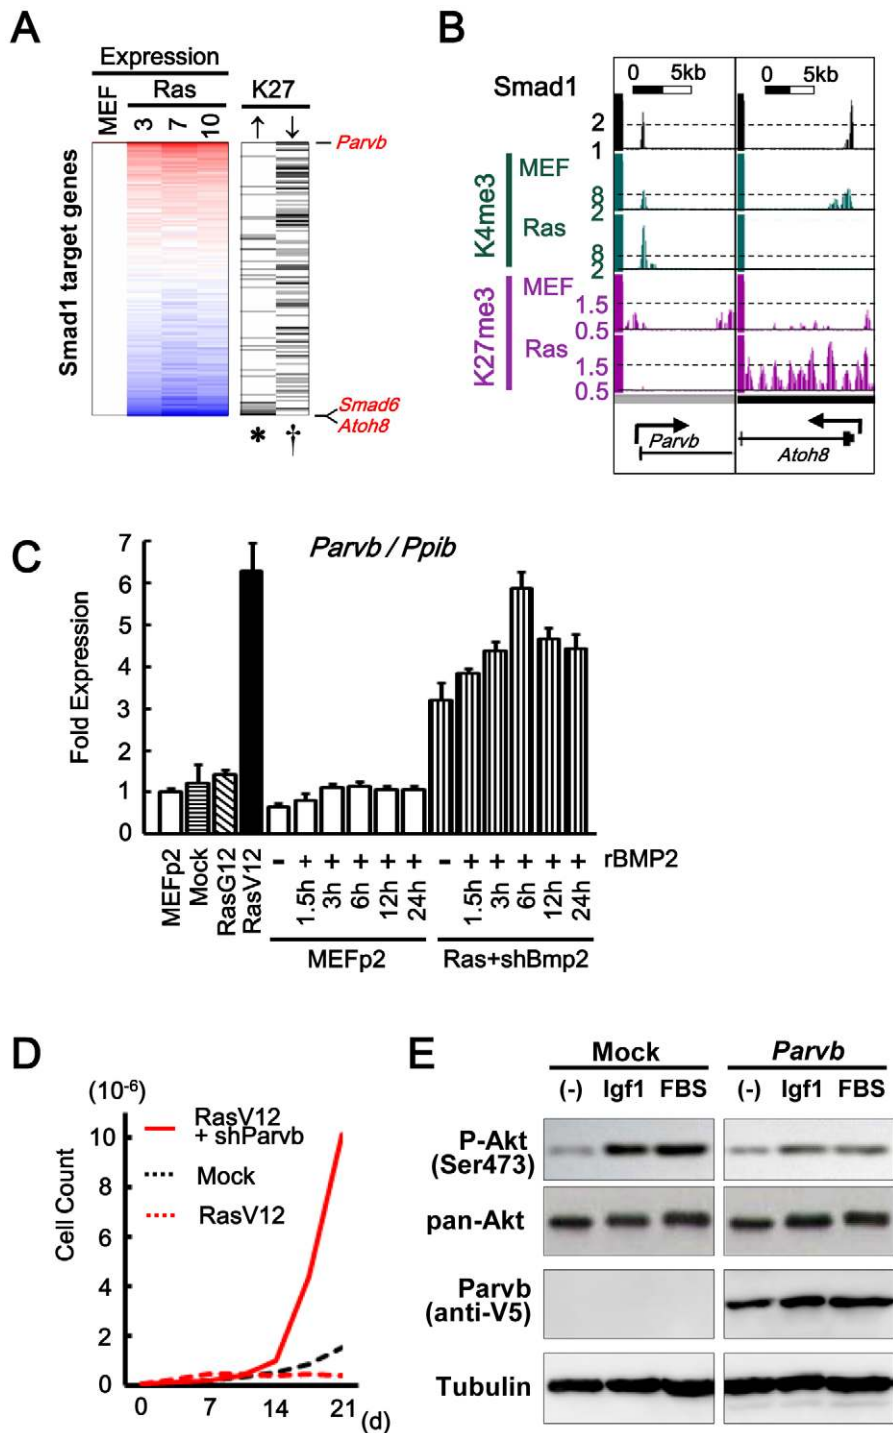 A
Expression
MEF
Ras
3 7 10
K27
↑ ↓
Smad1 target genes
Parvb
Smad6
Atoh8
* †
B
Smad1
0 5kb
0 5kb
2
1
K4me3
MEF
8
2
Ras
2
8
2
K27me3
MEF
1.5
0.5
Ras
1.5
0.5
Parvb
Atoh8
C
Parvb / Ppib
Fold Expression
7
6
5
4
3
2
1
0
MEFp2
Mock
RasG12
RasV12
- + + + + + - + + + + + rBMP2
1.5h 3h 6h 12h 24h 1.5h 3h 6h 12h 24h
MEFp2 Ras+shBmp2
D
(10-6)
Cell Count
10
8
6
4
2
0
RasV12
+ shParvb
Mock
RasV12
0 7 14 21 (d)
E
Mock Parvb
(-) Igf1 FBS (-) Igf1 FBS
P-Akt
(Ser473)
pan-Akt
Parvb
(anti-V5)
Tubulin